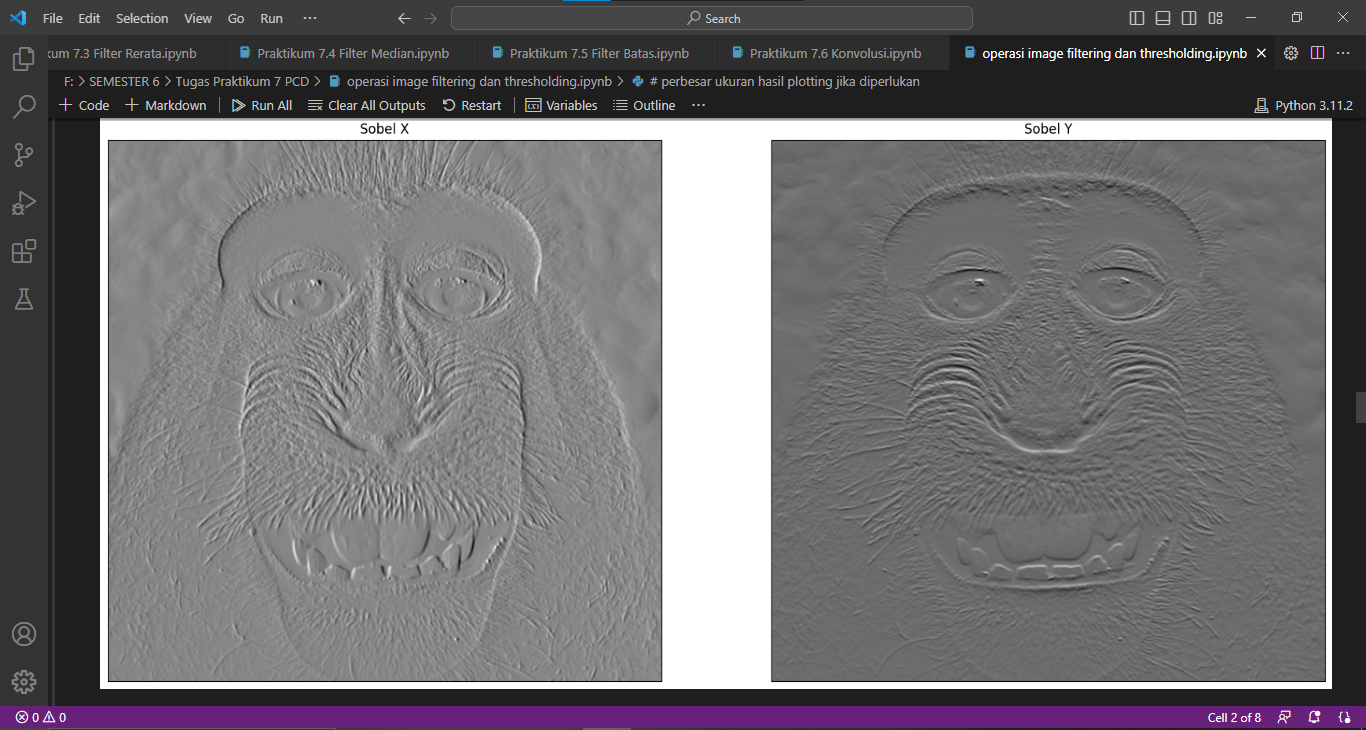 File Edit Selection View Go Run ··· Search
kum 7.3 Filter Rerata.ipynb Praktikum 7.4 Filter Median.ipynb Praktikum 7.5 Filter Batas.ipynb Praktikum 7.6 Konvolusi.ipynb operasi image filtering dan thresholding.ipynb
F: > SEMESTER 6 > Tugas Praktikum 7 PCD > operasi image filtering dan thresholding.ipynb > # perbesar ukuran hasil plotting jika diperlukan
+ Code + Markdown Run All Clear All Outputs Restart Variables Outline ··· Python 3.11.2
Sobel X Sobel Y
0 0 Cell 2 of 8